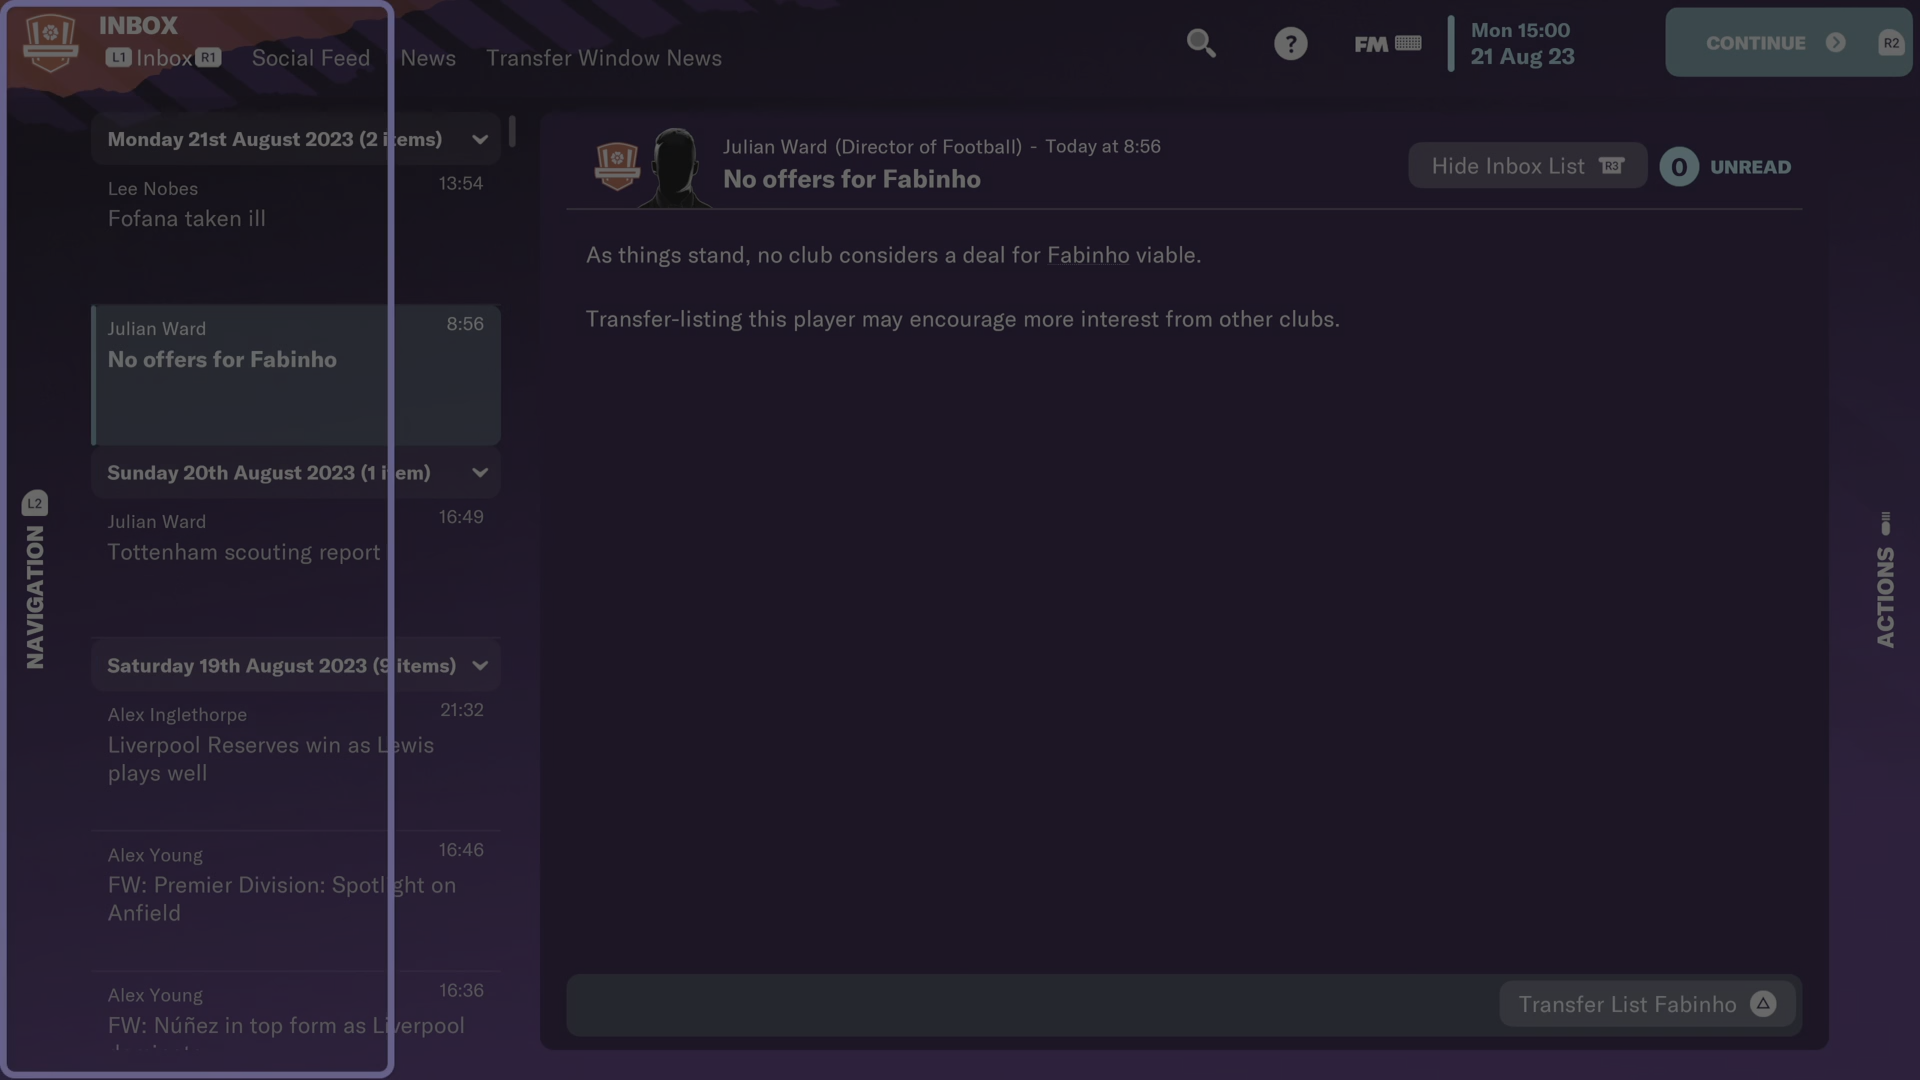 INBOX
L1 Inbox R1 Social Feed News Transfer Window News
FM
Mon 15:00
21 Aug 23
CONTINUE R2
NAVIGATION L2
Monday 21st August 2023 (2 items)
Lee Nobes 13:54
Fofana taken ill
Julian Ward 8:56
No offers for Fabinho
Sunday 20th August 2023 (1 item)
Julian Ward 16:49
Tottenham scouting report
Saturday 19th August 2023 (9 items)
Alex Inglethorpe 21:32
Liverpool Reserves win as Lewis
plays well
Alex Young 16:46
FW: Premier Division: Spotlight on
Anfield
Alex Young 16:36
FW: Núñez in top form as Liverpool
Julian Ward (Director of Football) - Today at 8:56
No offers for Fabinho
Hide Inbox List R3
0 UNREAD
As things stand, no club considers a deal for Fabinho viable.
Transfer-listing this player may encourage more interest from other clubs.
Transfer List Fabinho
ACTIONS